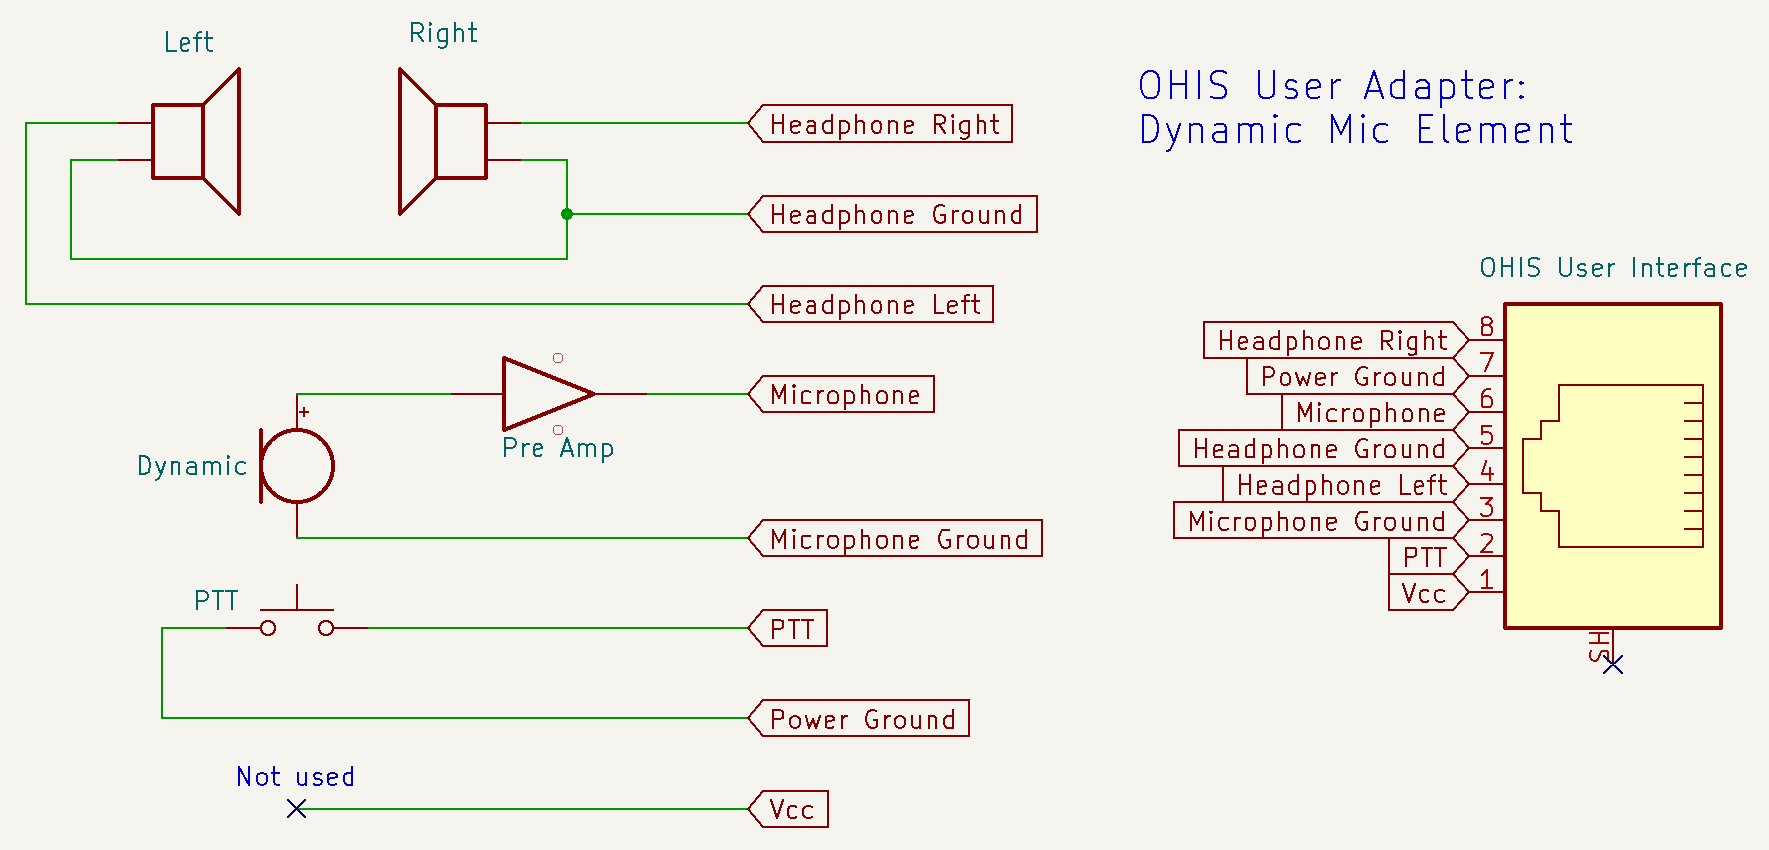 Left
Right
OHIS User Adapter:
Dynamic Mic Element
Headphone Right
Headphone Ground
Headphone Left
+
Dynamic
Pre Amp
Microphone
Microphone Ground
PTT
PTT
Power Ground
Not used
Vcc
OHIS User Interface
Headphone Right 8
Power Ground 7
Microphone 6
Headphone Ground 5
Headphone Left 4
Microphone Ground 3
PTT 2
Vcc 1
SH